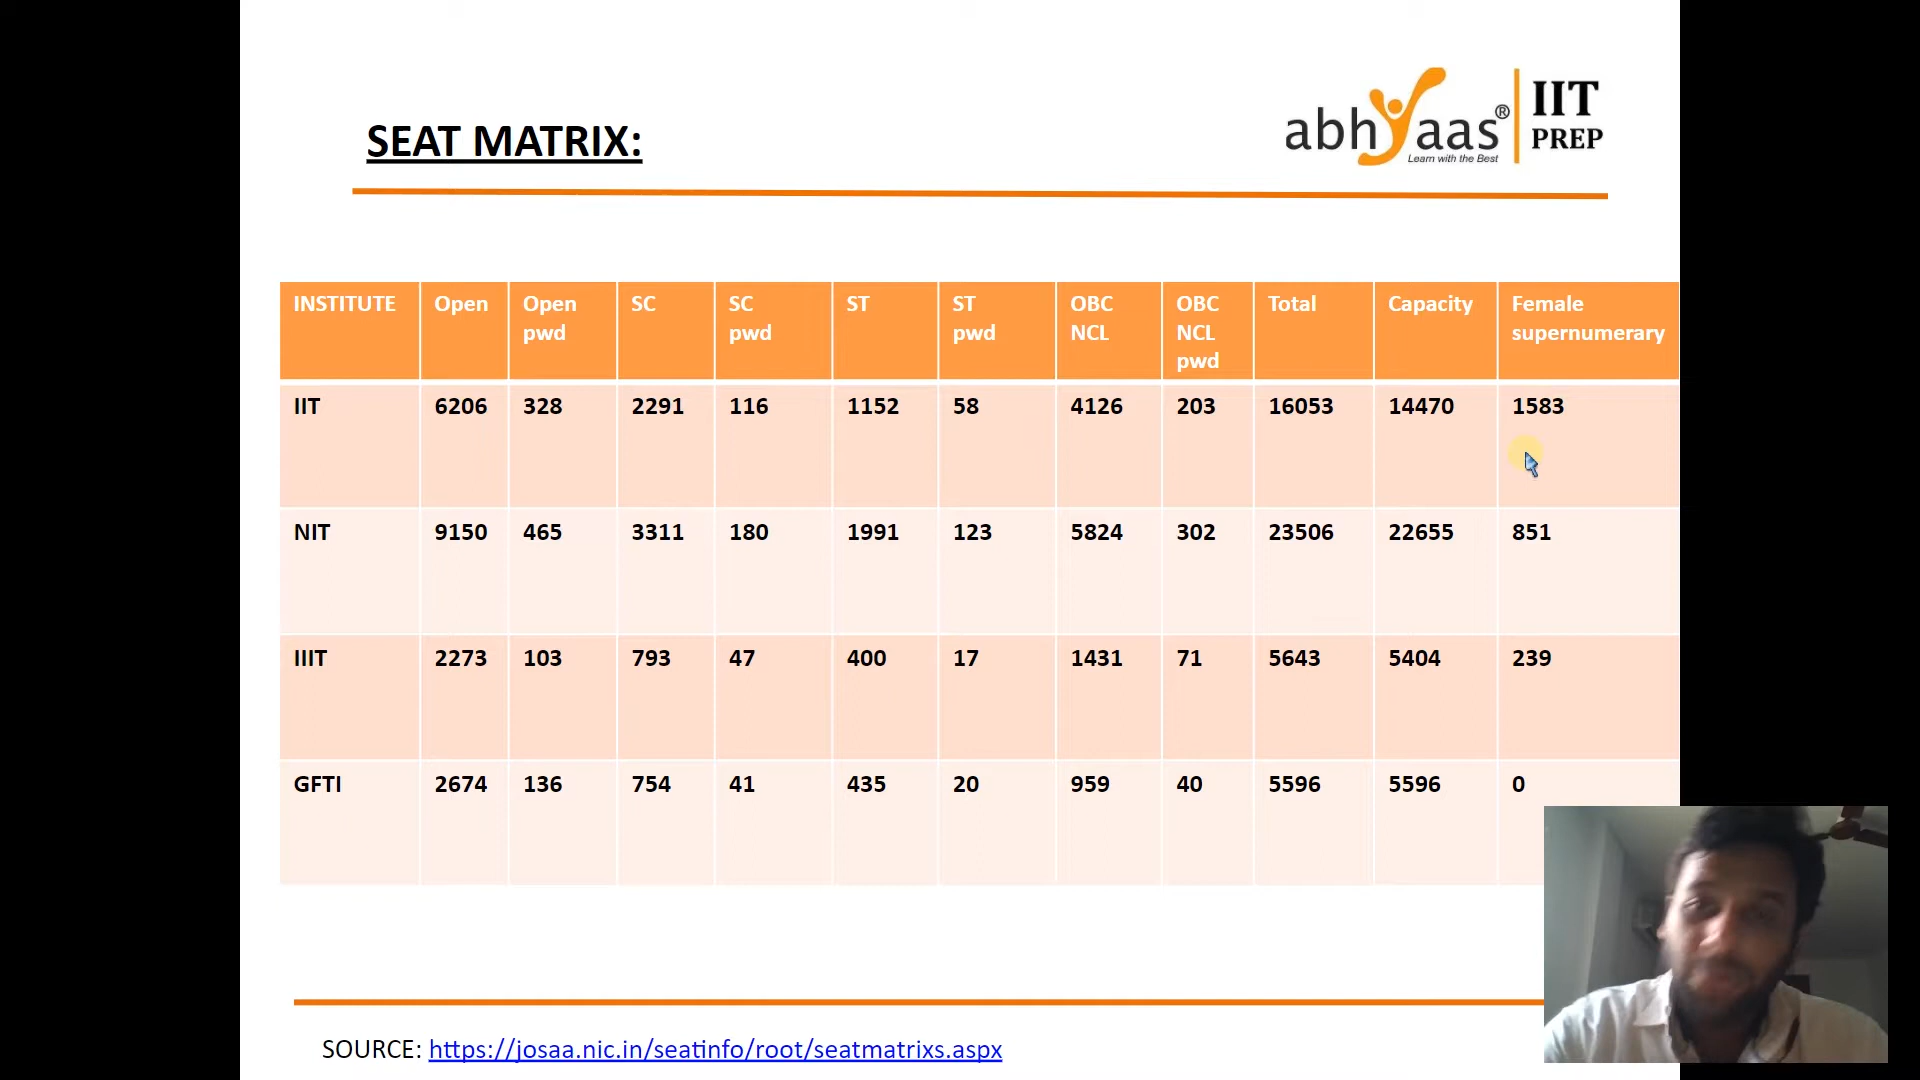 abhyaas®
Learn with the Best
IIT
PREP
SEAT MATRIX:
INSTITUTE Open Open pwd SC SC pwd ST ST pwd OBC NCL OBC NCL pwd Total Capacity Female supernumerary
IIT 6206 328 2291 116 1152 58 4126 203 16053 14470 1583
NIT 9150 465 3311 180 1991 123 5824 302 23506 22655 851
IIIT 2273 103 793 47 400 17 1431 71 5643 5404 239
GFTI 2674 136 754 41 435 20 959 40 5596 5596 0
SOURCE: https://josaa.nic.in/seatinfo/root/seatmatrixs.aspx